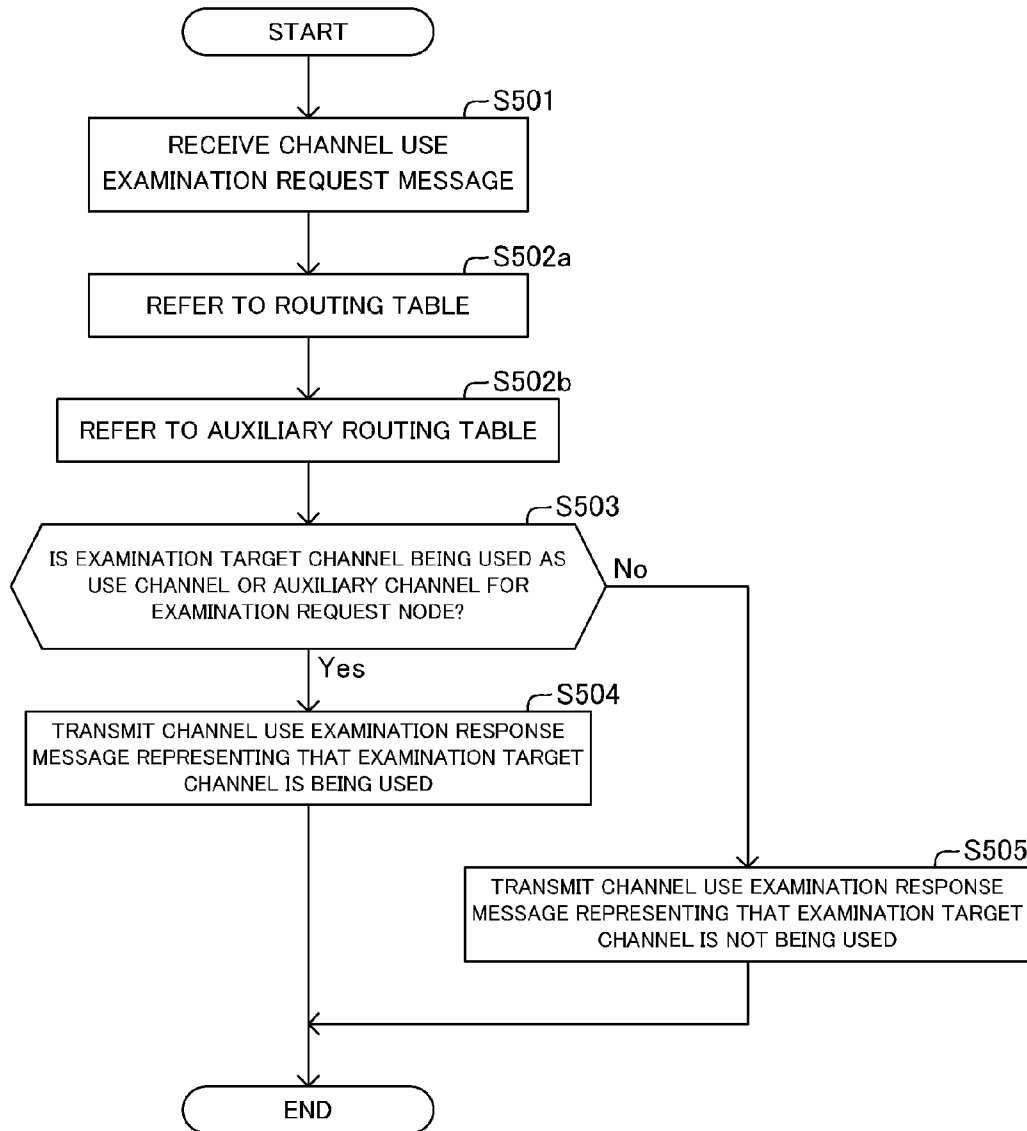 START
S501
RECEIVE CHANNEL USE
EXAMINATION REQUEST MESSAGE
S502a
REFER TO ROUTING TABLE
S502b
REFER TO AUXILIARY ROUTING TABLE
S503
IS EXAMINATION TARGET CHANNEL BEING USED AS
USE CHANNEL OR AUXILIARY CHANNEL FOR
EXAMINATION REQUEST NODE?
No
Yes
S504
TRANSMIT CHANNEL USE EXAMINATION RESPONSE
MESSAGE REPRESENTING THAT EXAMINATION TARGET
CHANNEL IS BEING USED
S505
TRANSMIT CHANNEL USE EXAMINATION RESPONSE
MESSAGE REPRESENTING THAT EXAMINATION TARGET
CHANNEL IS NOT BEING USED
END